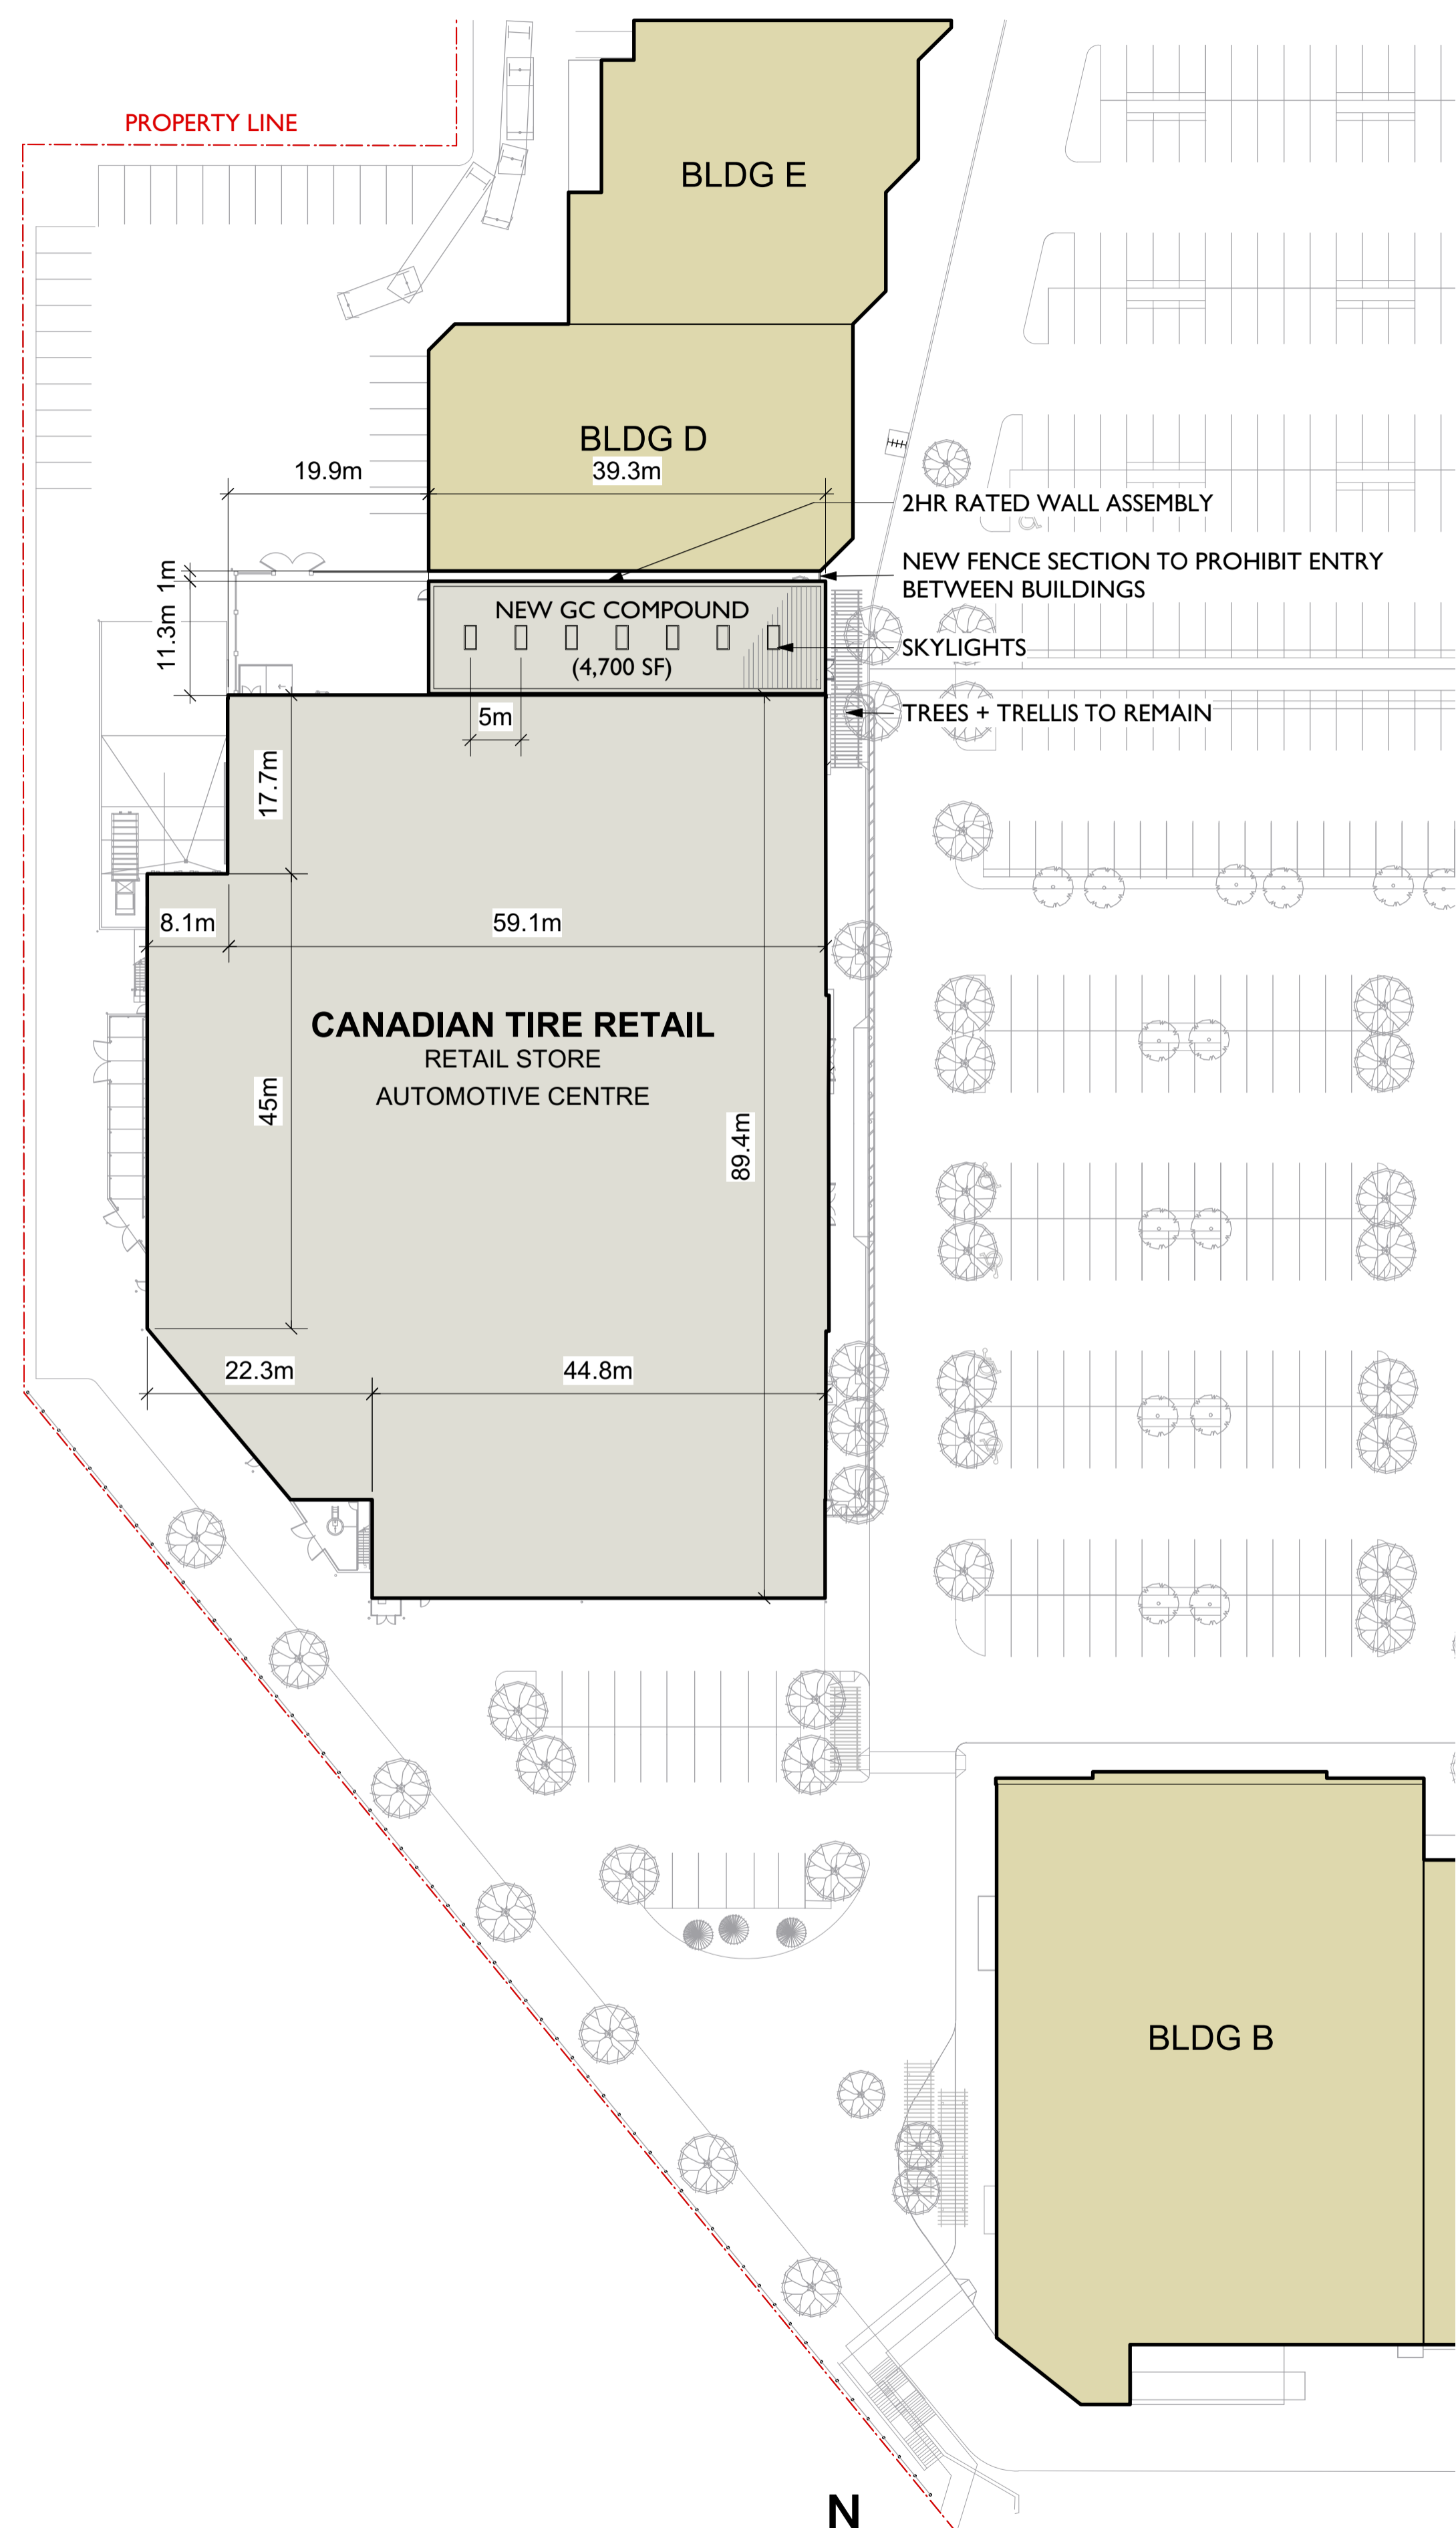 PROPERTY LINE
BLDG E
BLDG D
19.9m
39.3m
2HR RATED WALL ASSEMBLY
NEW FENCE SECTION TO PROHIBIT ENTRY
BETWEEN BUILDINGS
1m
11.3m
NEW GC COMPOUND
SKYLIGHTS
(4,700 SF)
TREES + TRELLIS TO REMAIN
5m
17.7m
8.1m
59.1m
CANADIAN TIRE RETAIL
RETAIL STORE
AUTOMOTIVE CENTRE
45m
89.4m
22.3m
44.8m
BLDG B
N